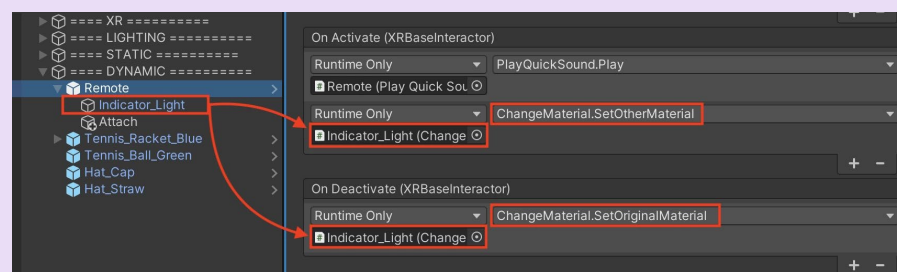 ==== XR ==========
==== LIGHTING ==========
==== STATIC ==========
==== DYNAMIC ==========
Remote
Indicator_Light
Attach
Tennis_Racket_Blue
Tennis_Ball_Green
Hat_Cap
Hat_Straw
On Activate (XRBaseInteractor)
Runtime Only PlayQuickSound.Play
Remote (Play Quick Sou
Runtime Only ChangeMaterial.SetOtherMaterial
Indicator_Light (Change
+ -
On Deactivate (XRBaseInteractor)
Runtime Only ChangeMaterial.SetOriginalMaterial
Indicator_Light (Change
+ -